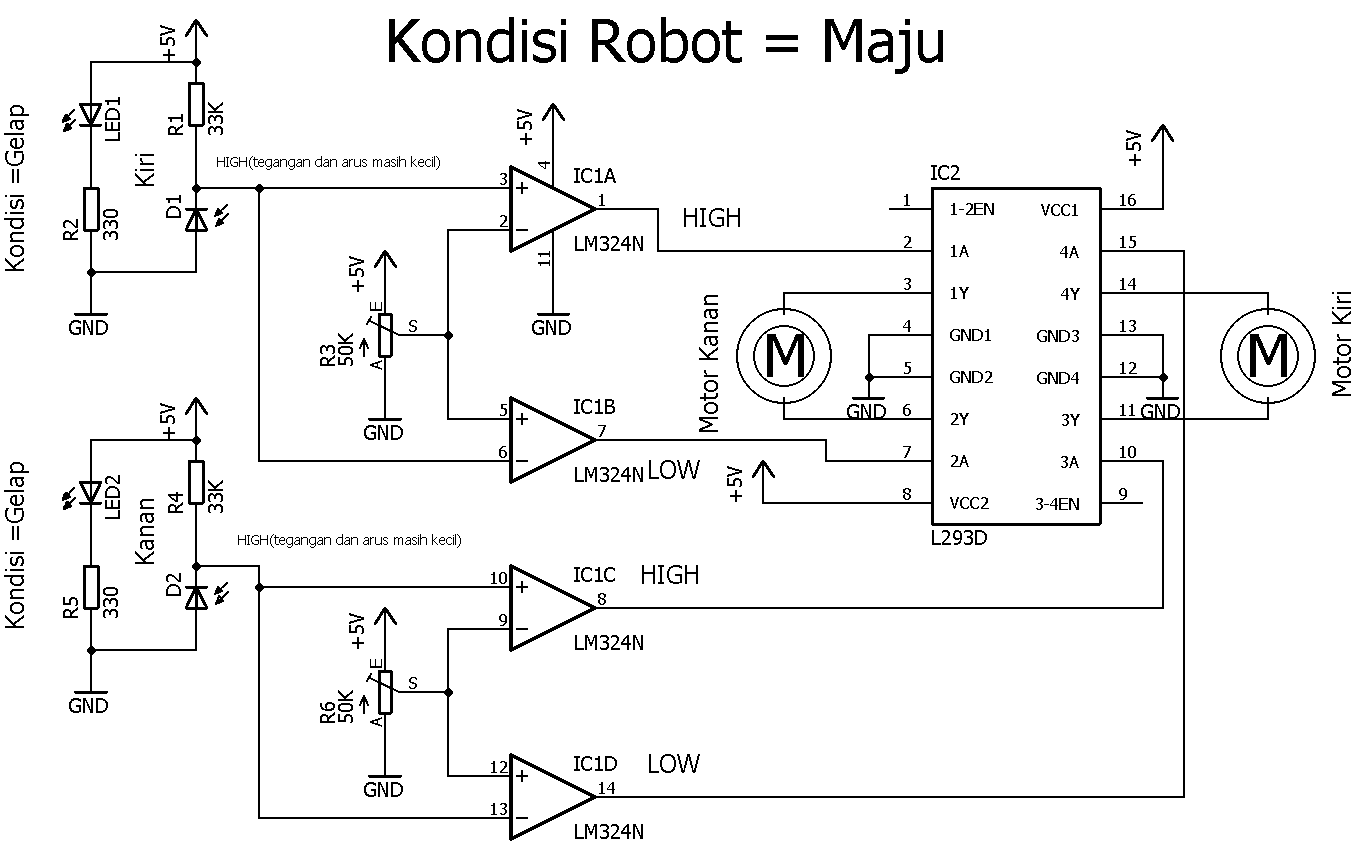 Kondisi Robot = Maju
Kondisi =Gelap
+5V
LED1
R2
330
R1
33K
Kiri
D1
GND
HIGH(tegangan dan arus masih kecil)
+5V
R3
50K
E
S
A
GND
+5V
4
3
2
1
11
IC1A
LM324N
GND
HIGH
5
6
7
IC1B
LM324N
LOW
Kondisi =Gelap
+5V
LED2
R5
330
R4
33K
Kanan
D2
GND
HIGH(tegangan dan arus masih kecil)
+5V
R6
50K
E
S
A
GND
10
9
8
IC1C
LM324N
HIGH
12
13
14
IC1D
LM324N
LOW
Motor Kanan
M
GND
+5V
IC2
1 1-2EN VCC1 16
2 1A 4A 15
3 1Y 4Y 14
4 GND1 GND3 13
5 GND2 GND4 12
6 2Y 3Y 11
7 2A 3A 10
8 VCC2 3-4EN 9
L293D
+5V
GND
M
Motor Kiri